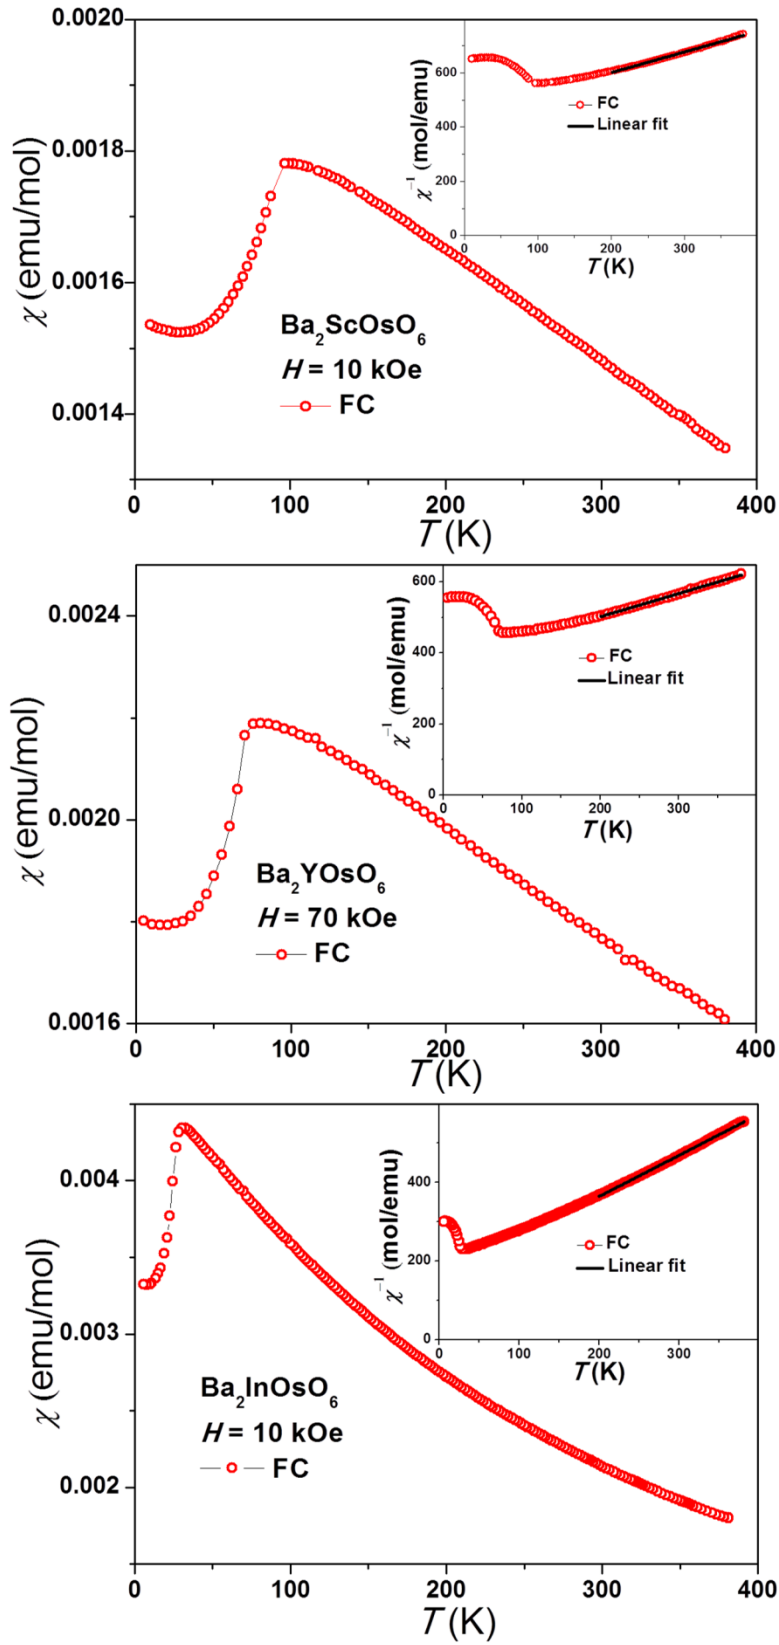 0.0020
0.0018
0.0016
0.0014
χ (emu/mol)
0 100 200 300 400
T (K)
Ba₂ScOsO₆
H = 10 kOe
FC
600
400
200
0
χ⁻¹ (mol/emu)
0 100 200 300
T (K)
FC
Linear fit
0.0024
0.0020
0.0016
χ (emu/mol)
0 100 200 300 400
T (K)
Ba₂YOsO₆
H = 70 kOe
FC
600
400
200
0
χ⁻¹ (mol/emu)
0 100 200 300
T (K)
FC
Linear fit
0.004
0.003
0.002
χ (emu/mol)
0 100 200 300 400
T (K)
Ba₂InOsO₆
H = 10 kOe
FC
400
200
0
χ⁻¹ (mol/emu)
0 100 200 300
T (K)
FC
Linear fit